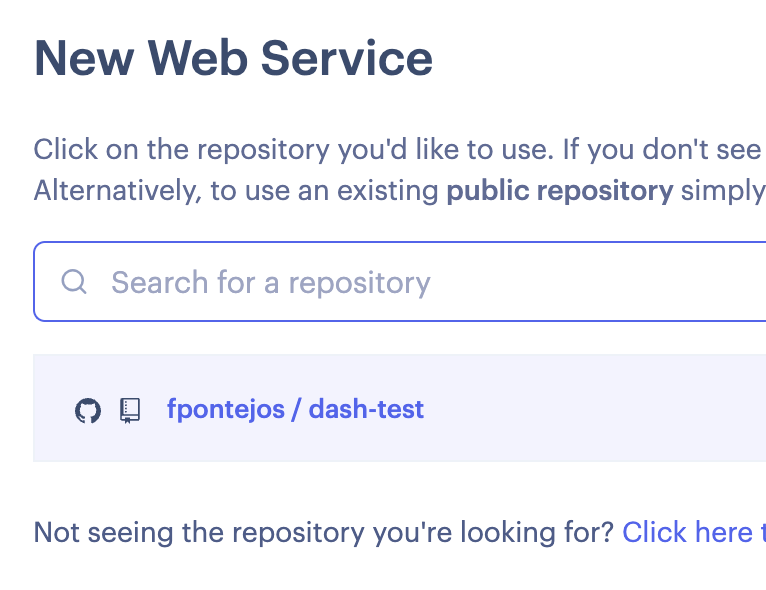 New Web Service
Click on the repository you'd like to use. If you don't see
Alternatively, to use an existing public repository simply
Search for a repository
fpontejos / dash-test
Not seeing the repository you're looking for? Click here t